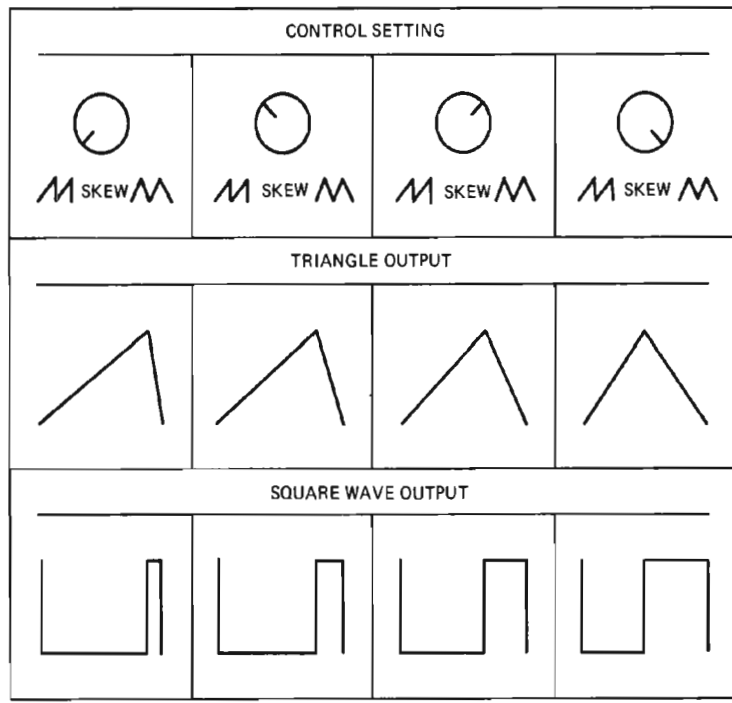 CONTROL SETTING
SKEW SKEW SKEW SKEW
TRIANGLE OUTPUT
SQUARE WAVE OUTPUT